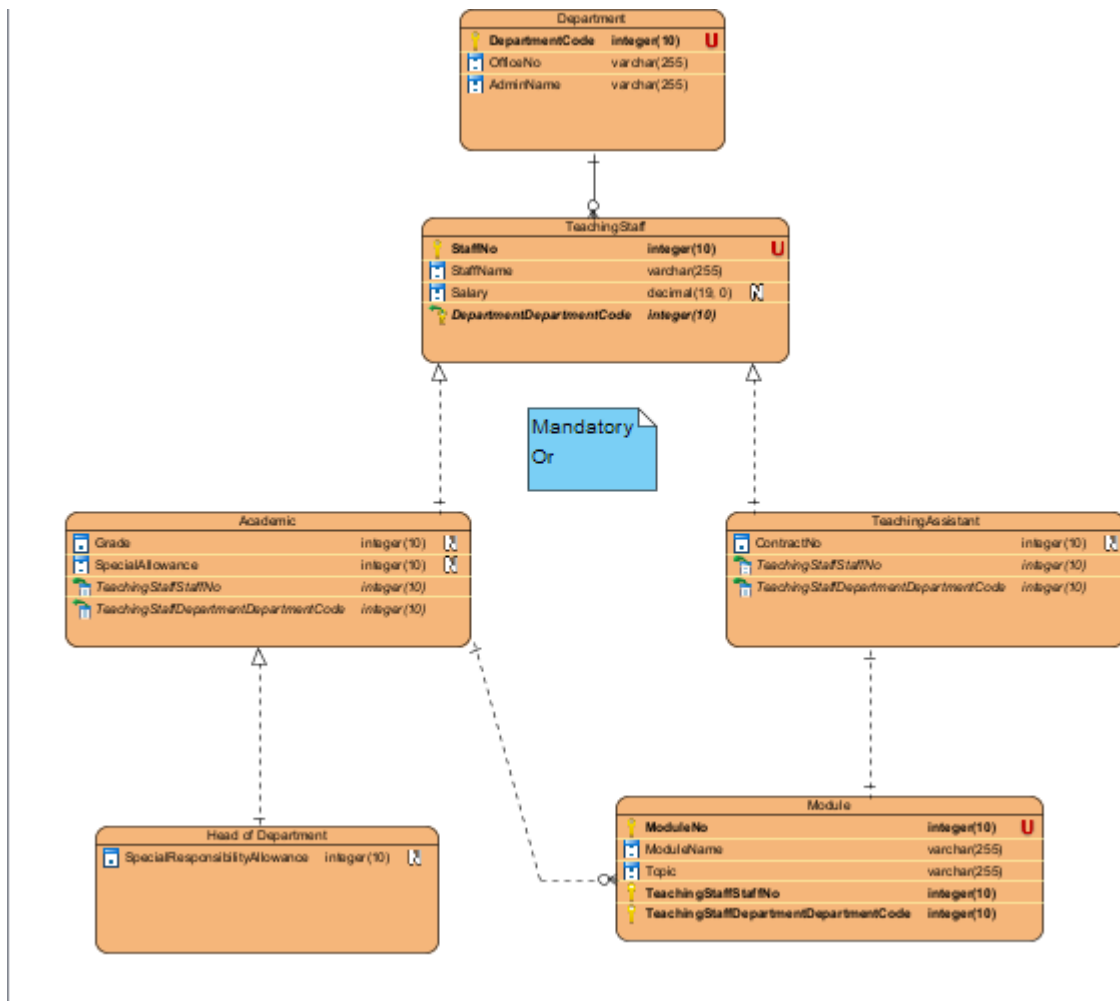 Department
DepartmentCode integer(10) U
OfficeNo varchar(255)
AdminName varchar(255)
TeachingStaff
StaffNo integer(10) U
StaffName varchar(255)
Salary decimal(19, 0) N
DepartmentDepartmentCode integer(10)
Mandatory
Or
Academic
Grade integer(10) N
SpecialAllowance integer(10) N
TeachingStaffStaffNo integer(10)
TeachingStaffDepartmentDepartmentCode integer(10)
TeachingAssistant
ContractNo integer(10) N
TeachingStaffStaffNo integer(10)
TeachingStaffDepartmentDepartmentCode integer(10)
Head of Department
SpecialResponsibilityAllowance integer(10) N
Module
ModuleNo integer(10) U
ModuleName varchar(255)
Topic varchar(255)
TeachingStaffStaffNo integer(10)
TeachingStaffDepartmentDepartmentCode integer(10)